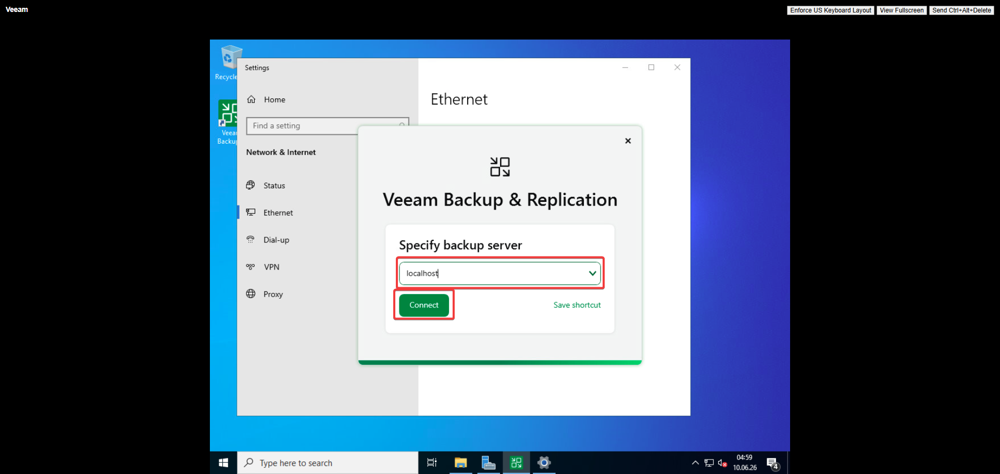 Veeam
Enforce US Keyboard Layout View Fullscreen Send Ctrl+Alt+Delete
Settings
Recycle
Home
Ethernet
Find a setting
Backup
Network & Internet
Veeam Backup & Replication
Status
Ethernet
Dial-up
VPN
Proxy
Specify backup server
localhost
Connect
Save shortcut
Type here to search
04:59
10.06.26
4